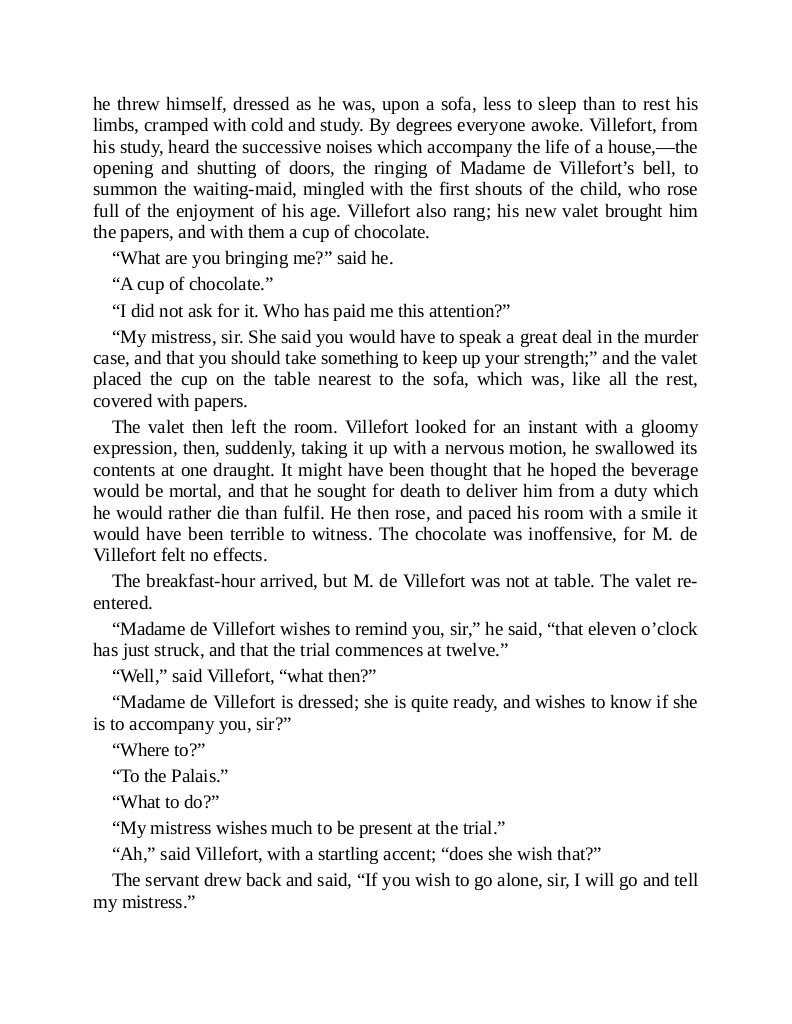 he threw himself, dressed as he was, upon a sofa, less to sleep than to rest his
limbs, cramped with cold and study. By degrees everyone awoke. Villefort, from
his study, heard the successive noises which accompany the life of a house,—the
opening and shutting of doors, the ringing of Madame de Villefort’s bell, to
summon the waiting-maid, mingled with the first shouts of the child, who rose
full of the enjoyment of his age. Villefort also rang; his new valet brought him
the papers, and with them a cup of chocolate.
“What are you bringing me?” said he.
“A cup of chocolate.”
“I did not ask for it. Who has paid me this attention?”
“My mistress, sir. She said you would have to speak a great deal in the murder
case, and that you should take something to keep up your strength;” and the valet
placed the cup on the table nearest to the sofa, which was, like all the rest,
covered with papers.
The valet then left the room. Villefort looked for an instant with a gloomy
expression, then, suddenly, taking it up with a nervous motion, he swallowed its
contents at one draught. It might have been thought that he hoped the beverage
would be mortal, and that he sought for death to deliver him from a duty which
he would rather die than fulfil. He then rose, and paced his room with a smile it
would have been terrible to witness. The chocolate was inoffensive, for M. de
Villefort felt no effects.
The breakfast-hour arrived, but M. de Villefort was not at table. The valet re-
entered.
“Madame de Villefort wishes to remind you, sir,” he said, “that eleven o’clock
has just struck, and that the trial commences at twelve.”
“Well,” said Villefort, “what then?”
“Madame de Villefort is dressed; she is quite ready, and wishes to know if she
is to accompany you, sir?”
“Where to?”
“To the Palais.”
“What to do?”
“My mistress wishes much to be present at the trial.”
“Ah,” said Villefort, with a startling accent; “does she wish that?”
The servant drew back and said, “If you wish to go alone, sir, I will go and tell
my mistress.”